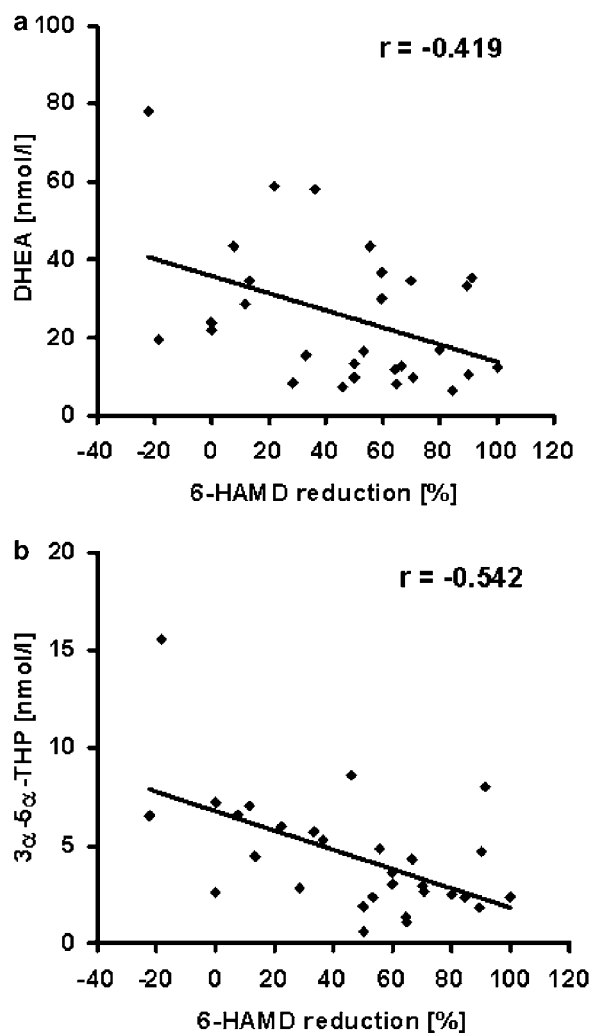 a
r = -0.419
DHEA [nmol/l]
100
80
60
40
20
0
-40 -20 0 20 40 60 80 100 120
6-HAMD reduction [%]
b
r = -0.542
3α-5α-THP [nmol/l]
20
15
10
5
0
-40 -20 0 20 40 60 80 100 120
6-HAMD reduction [%]